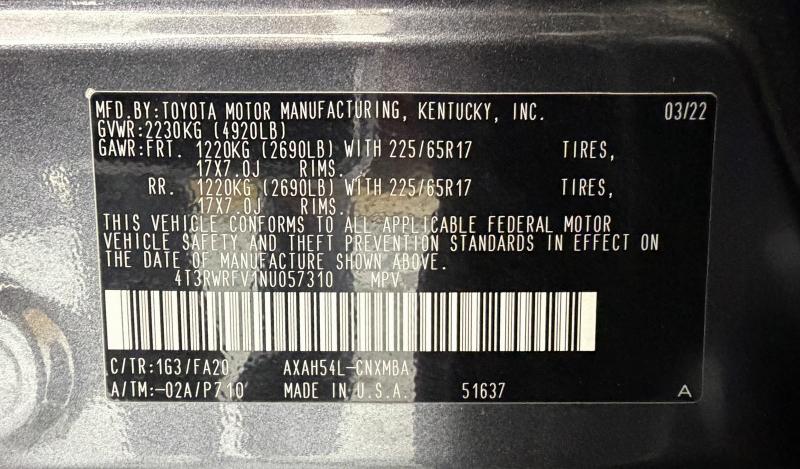 MFD.BY:TOYOTA MOTOR MANUFACTURING, KENTUCKY, INC. 03/22
GVWR:2230KG (4920LB)
GAWR:FRT. 1220KG (2690LB) WITH 225/65R17 TIRES,
17X7.0J RIMS.
RR. 1220KG (2690LB) WITH 225/65R17 TIRES,
17X7.0J RIMS.
THIS VEHICLE CONFORMS TO ALL APPLICABLE FEDERAL MOTOR
VEHICLE SAFETY AND THEFT PREVENTION STANDARDS IN EFFECT ON
THE DATE OF MANUFACTURE SHOWN ABOVE.
4T3RWRFV1NU057310 MPV
C/TR:1G3/FA20 AXAH54L-CNXMBA
A/TM:-02A/P710 MADE IN U.S.A. 51637 A